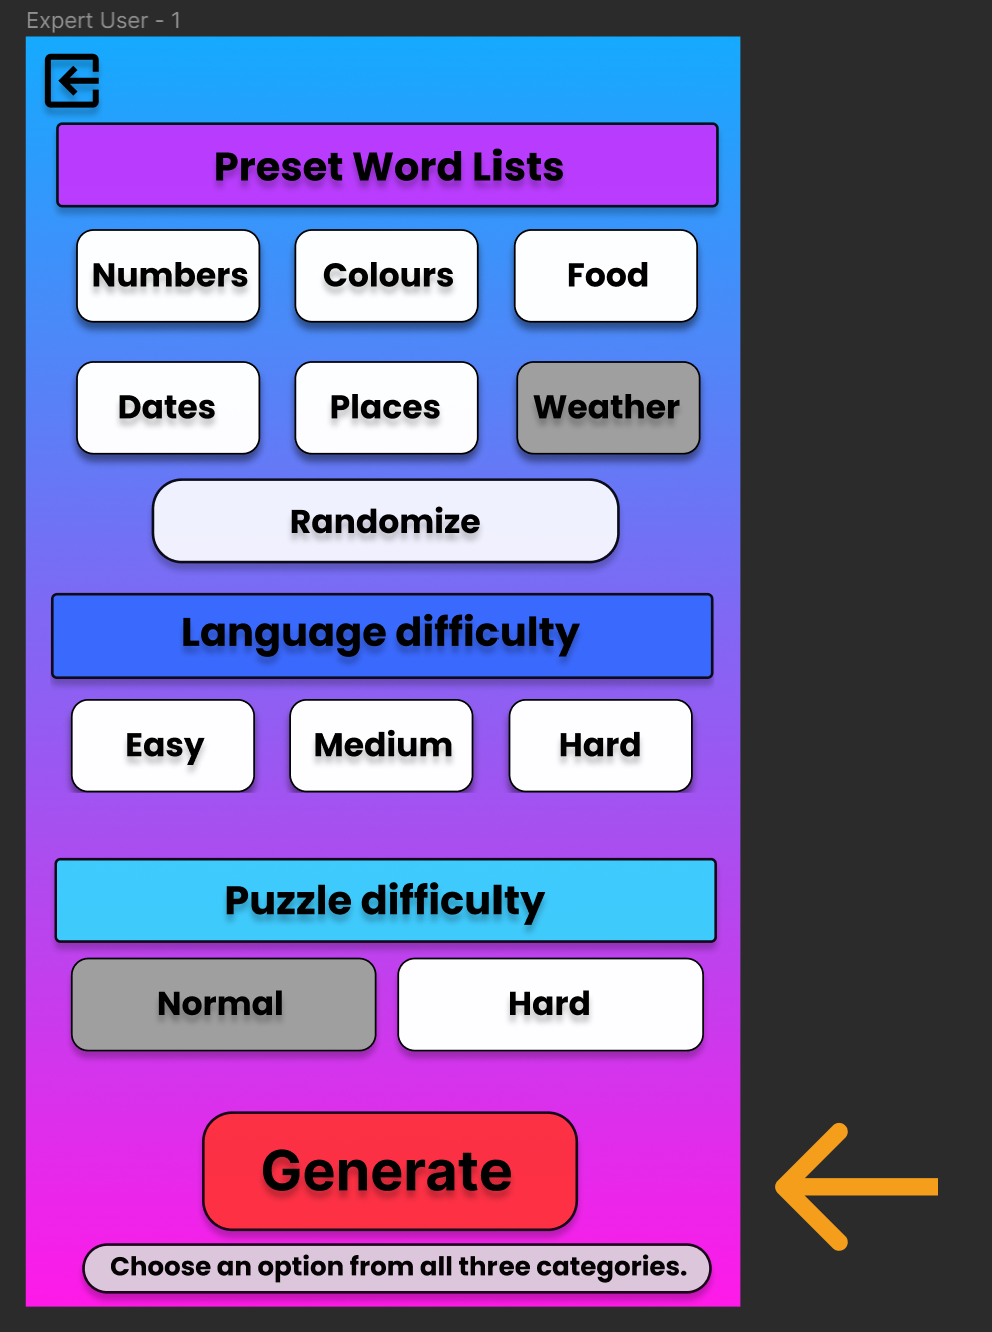 Expert User - 1
Preset Word Lists
Numbers
Colours
Food
Dates
Places
Weather
Randomize
Language difficulty
Easy
Medium
Hard
Puzzle difficulty
Normal
Hard
Generate
Choose an option from all three categories.